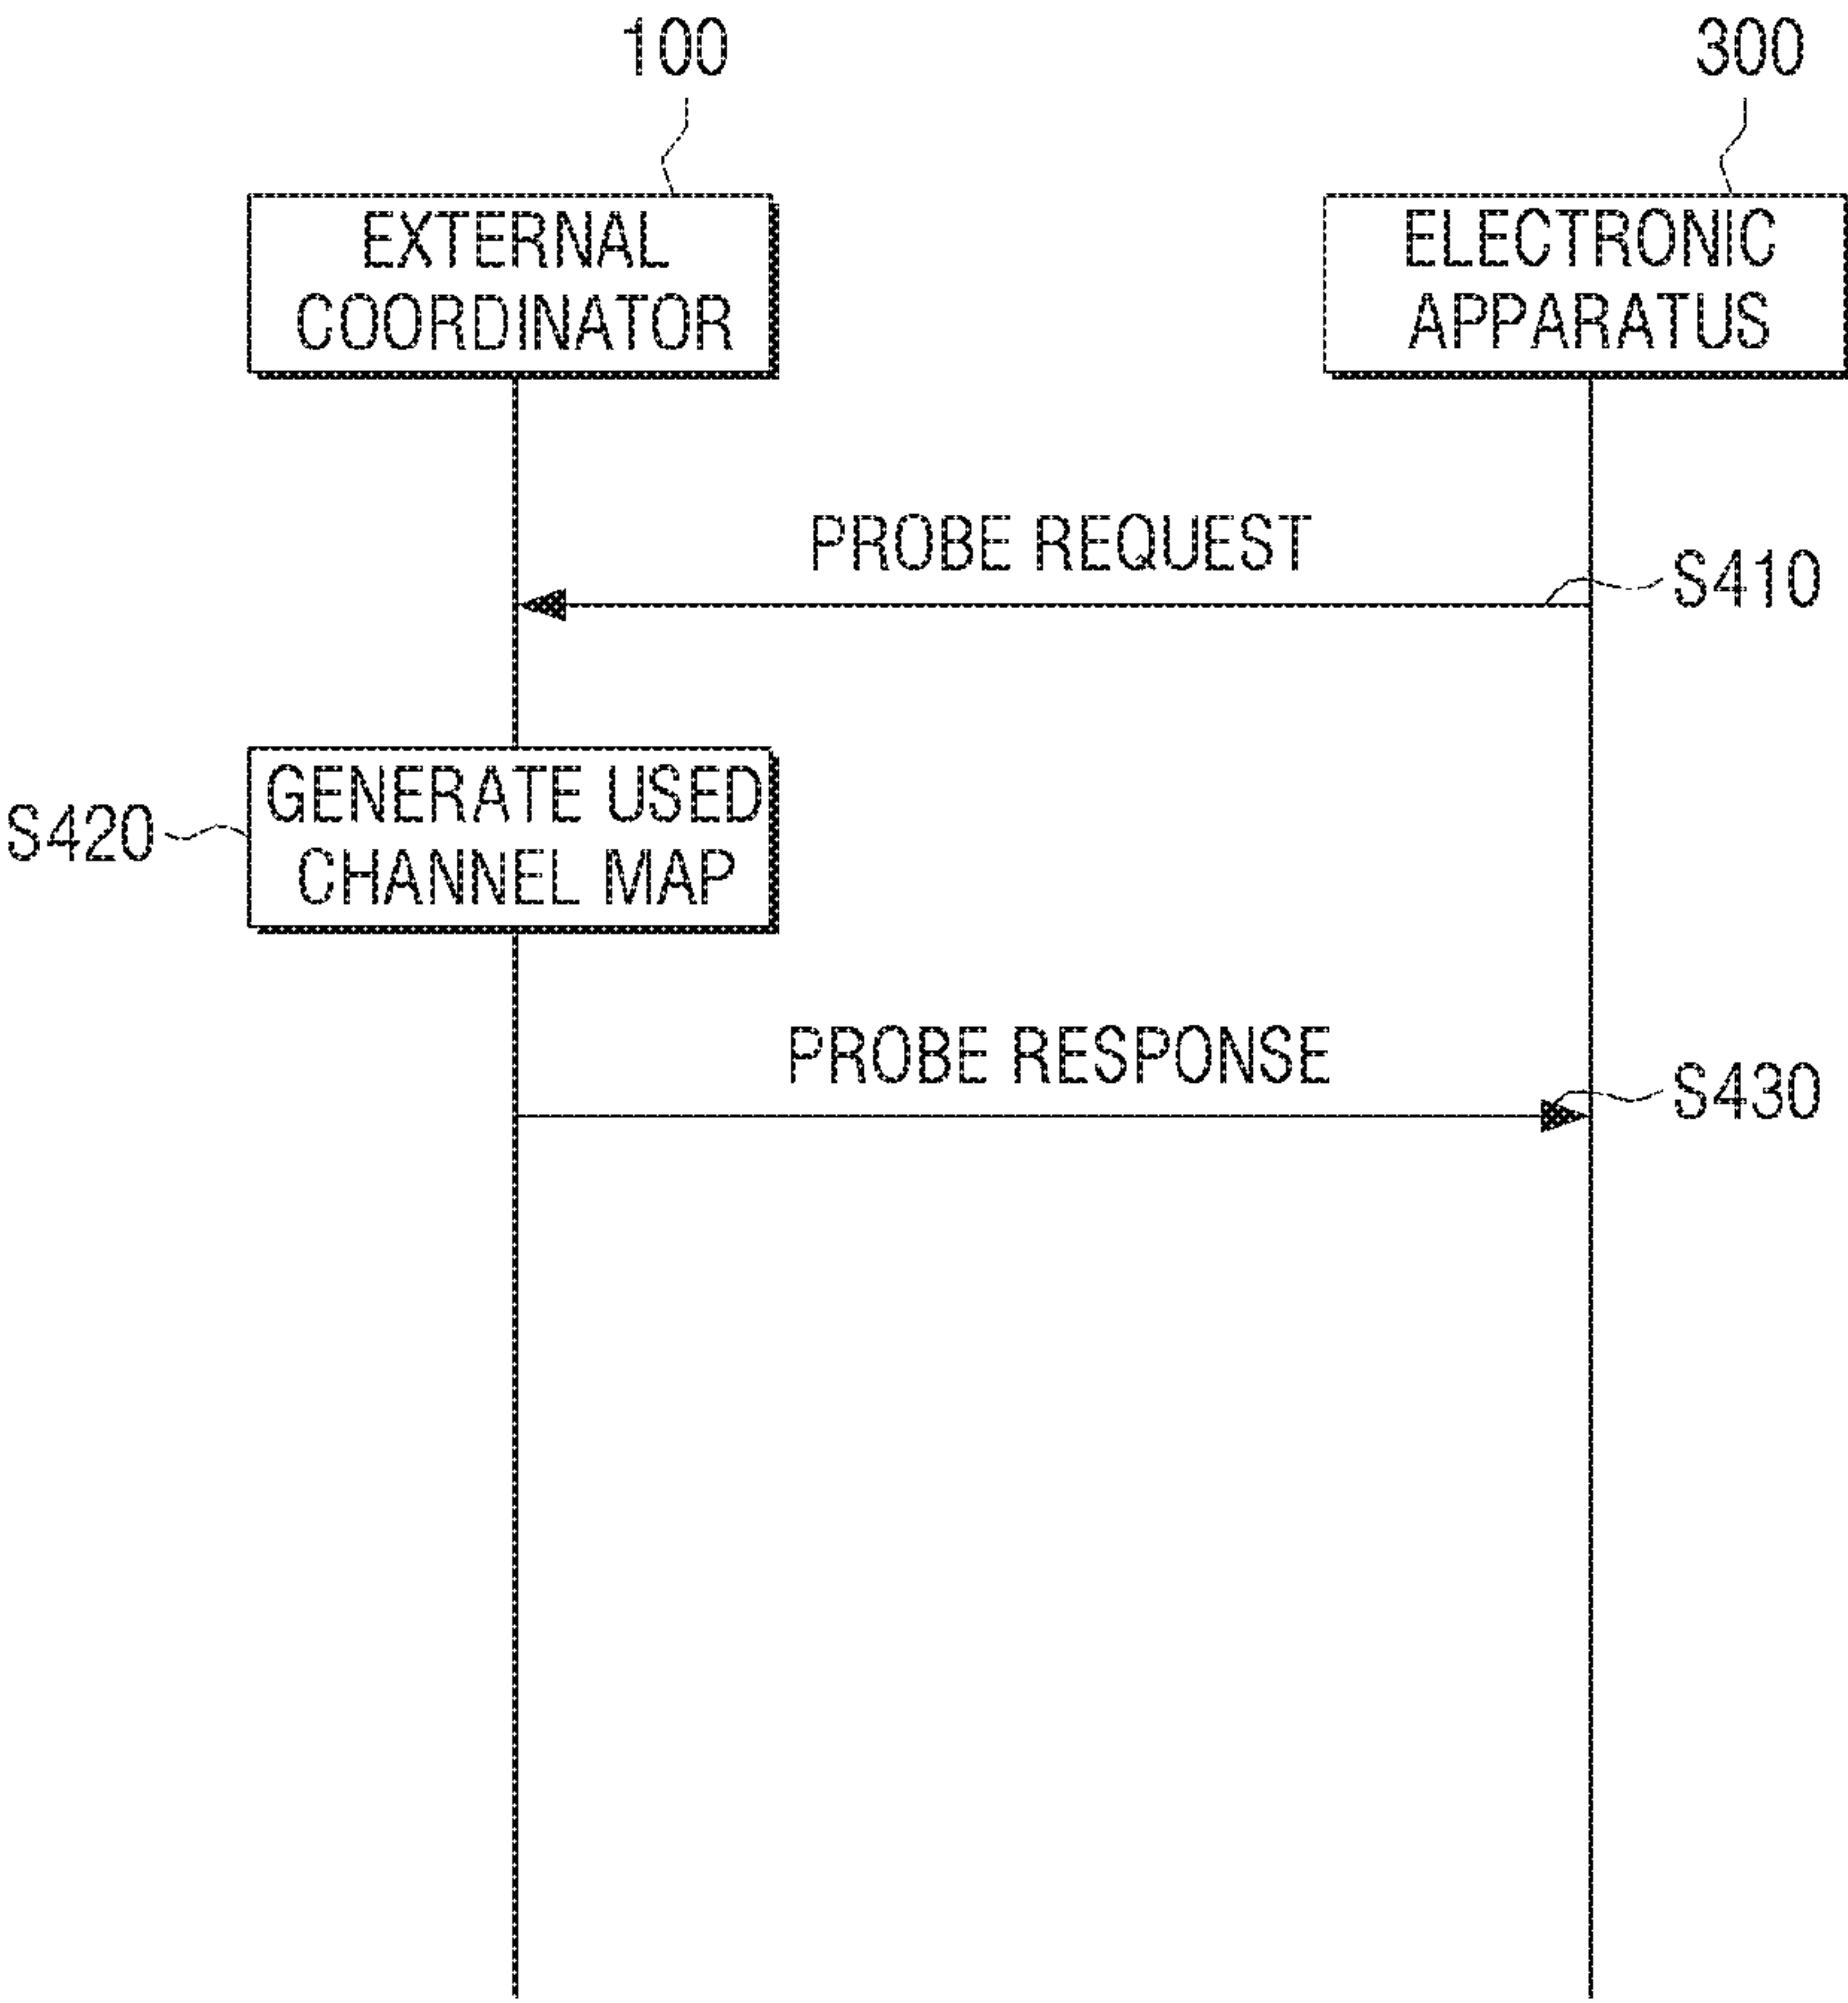 100
300
EXTERNAL
COORDINATOR
ELECTRONIC
APPARATUS
PROBE REQUEST
S410
GENERATE USED
CHANNEL MAP
S420
PROBE RESPONSE
S430